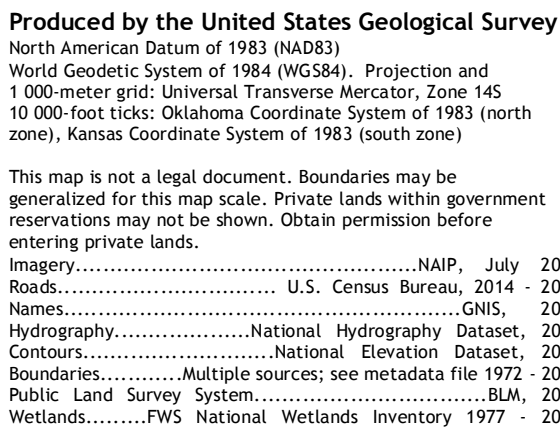 Produced by the United States Geological Survey
North American Datum of 1983 (NAD83)
World Geodetic System of 1984 (WGS84).  Projection and
1 000-meter grid: Universal Transverse Mercator, Zone 14S
10 000-foot ticks: Oklahoma Coordinate System of 1983 (north
zone), Kansas Coordinate System of 1983 (south zone)
This map is not a legal document. Boundaries may be
generalized for this map scale. Private lands within government
reservations may not be shown. Obtain permission before
entering private lands.
Imagery.................................................NAIP, July 20
Roads............................... U.S. Census Bureau, 2014 - 20
Names.........................................................GNIS, 20
Hydrography...................National Hydrography Dataset, 20
Contours...........................National Elevation Dataset, 20
Boundaries............Multiple sources; see metadata file 1972 - 20
Public Land Survey System.................................BLM, 20
Wetlands.........FWS National Wetlands Inventory 1977 - 20